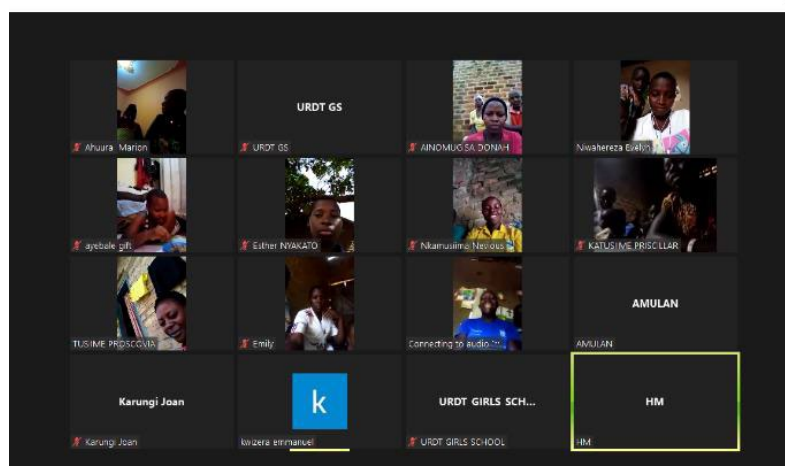 Ahuura Marion
URDT GS
URDT GS
AINOMUGISA DONAH
Niwahereza Evelyn
ayebale gift
Esther NYAKATO
Nkamusiima Nevious
KATUSIIME PRISCILLAR
TUSIIME PROSCOVIA
Emily
Connecting to audio
AMULAN
AMULAN
Karungi Joan
Karungi Joan
k
kwizera emmanuel
URDT GIRLS SCH...
URDT GIRLS SCHOOL
HM
HM